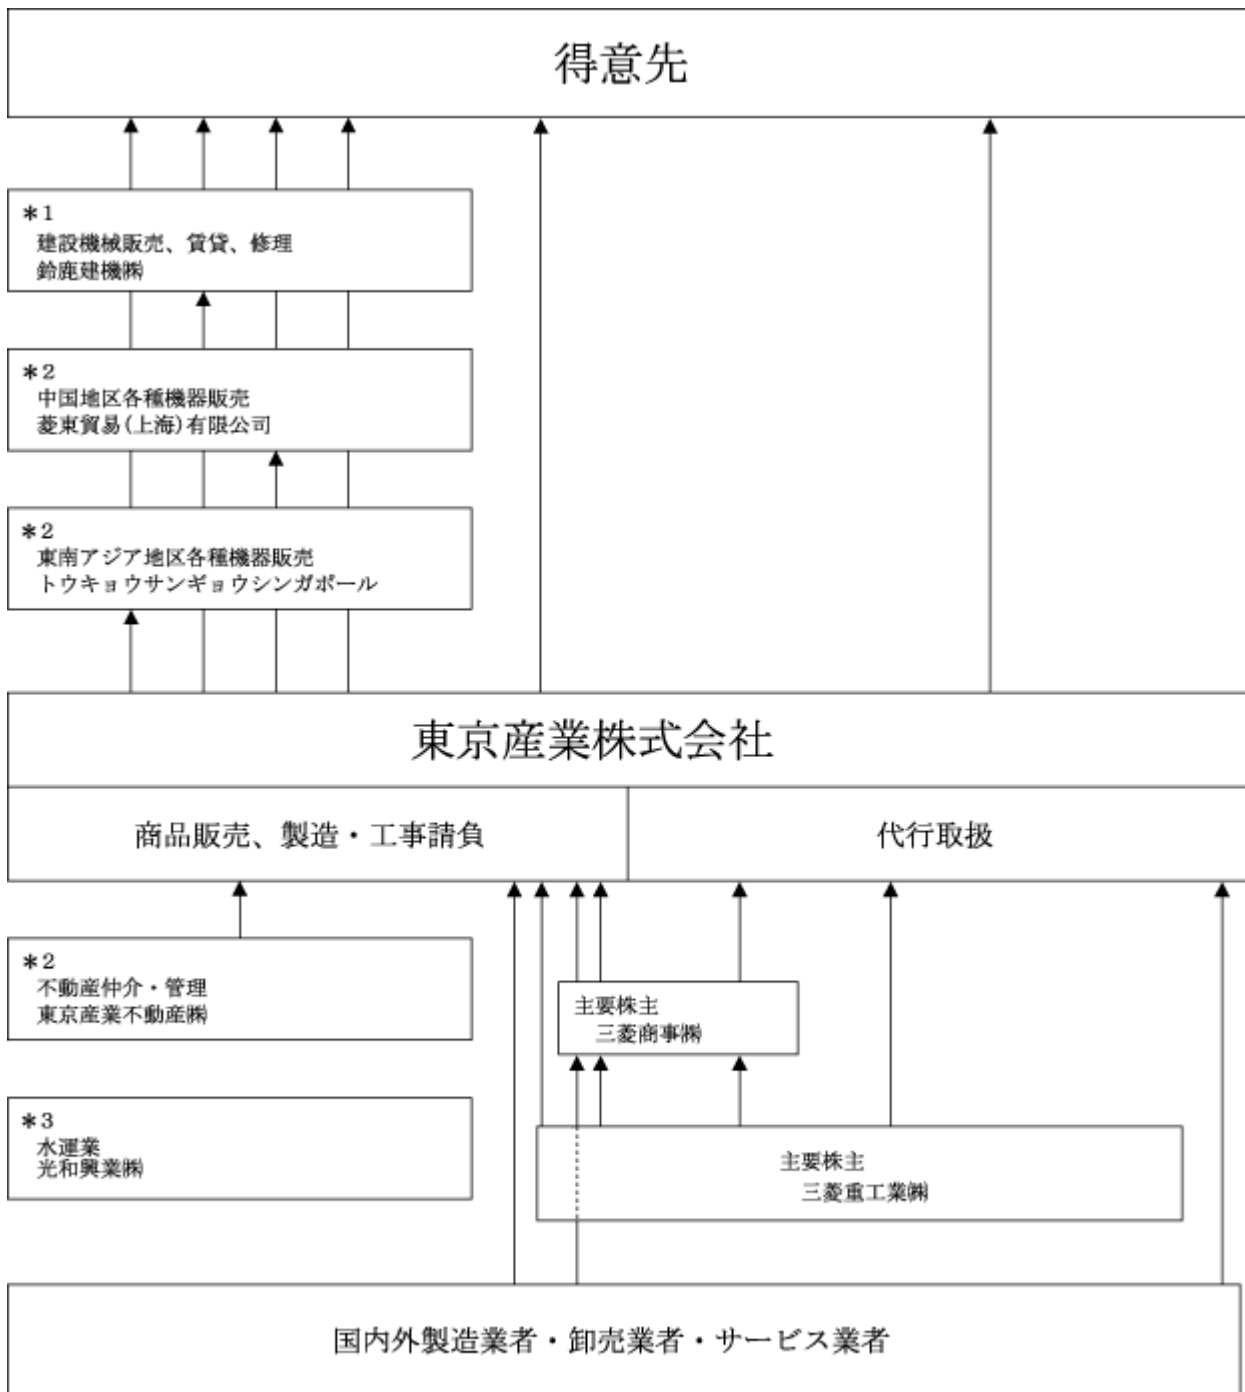 得意先
*1
建設機械販売、賃貸、修理
鈴鹿建機㈱
*2
中国地区各種機器販売
菱東貿易(上海)有限公司
*2
東南アジア地区各種機器販売
トウキョウサンギョウシンガポール
東京産業株式会社
商品販売、製造・工事請負
代行取扱
*2
不動産仲介・管理
東京産業不動産㈱
主要株主
三菱商事㈱
*3
水運業
光和興業㈱
主要株主
三菱重工業㈱
国内外製造業者・卸売業者・サービス業者